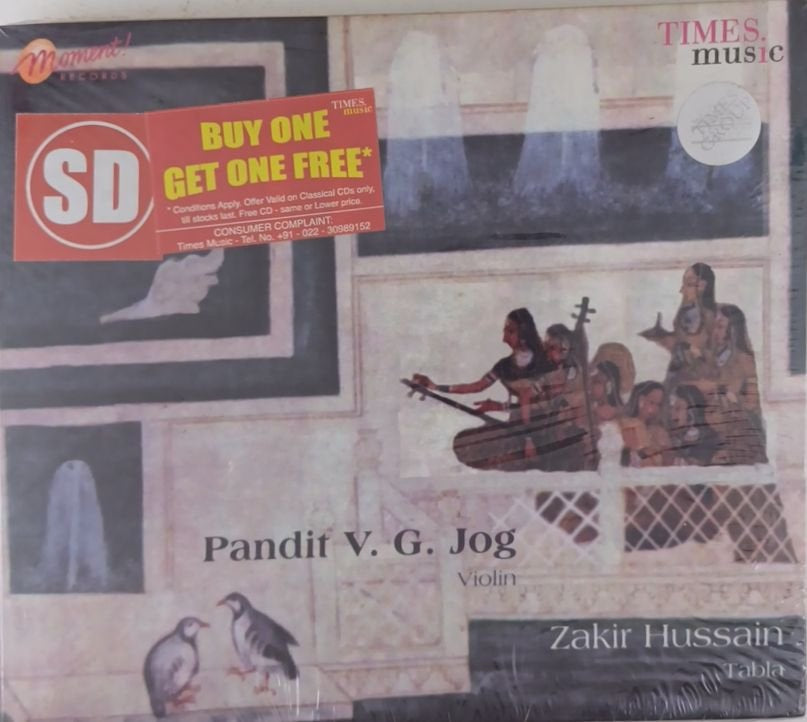 Moment!
RECORDS
TIMES.
music
TIMES
GROUP
SD
TIMES.
music
BUY ONE
GET ONE FREE*
* Conditions Apply. Offer Valid on Classical CDs only,
till stocks last. Free CD - same or Lower price.
CONSUMER COMPLAINT:
Times Music - Tel. No. +91 - 022 - 30989152
Pandit V. G. Jog
Violin
Zakir Hussain
Tabla